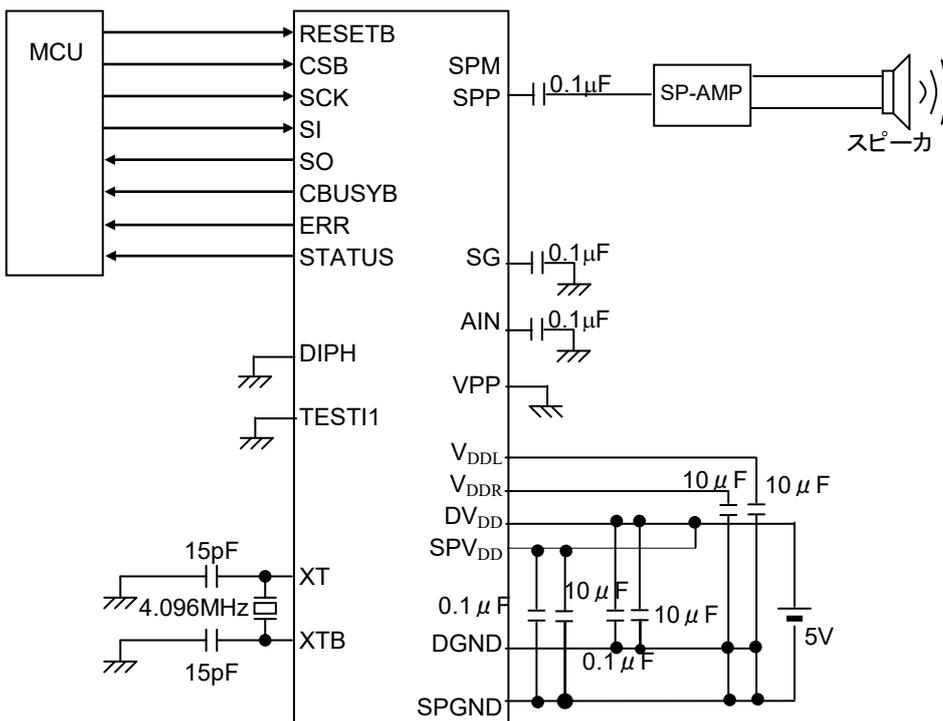 MCU
RESETB
CSB
SCK
SI
SO
CBUSYB
ERR
STATUS
DIPH
TESTI1
15pF
XT
4.096MHz
XTB
15pF
SPM
SPP
0.1μF
SP-AMP
スピーカ
SG
0.1μF
AIN
0.1μF
VPP
VDDL
VDDR
DVDD
SPVDD
10μF
10μF
0.1μF
10μF
10μF
0.1μF
DGND
5V
SPGND